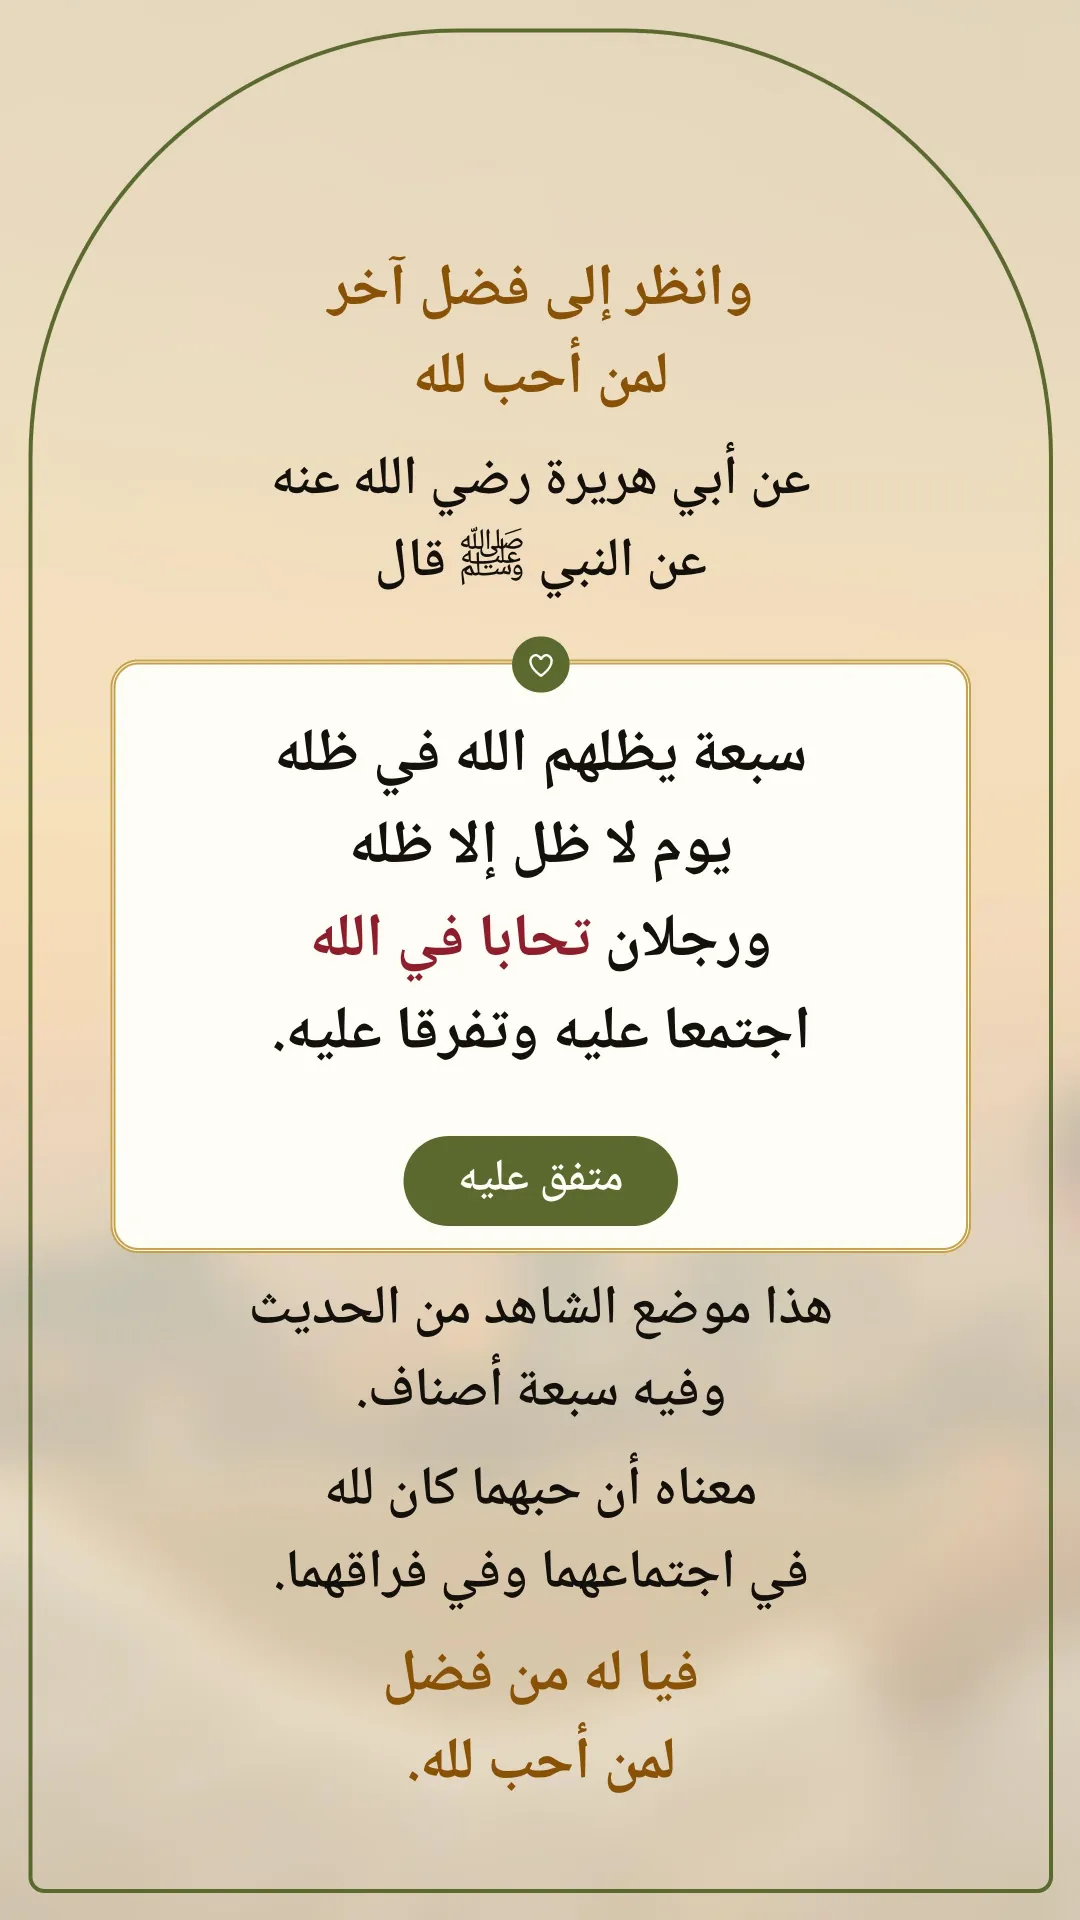 وانظر إلى فضل آخر
لمن أحب لله
عن أبي هريرة رضي الله عنه
عن النبي ﷺ قال
سبعة يظلهم الله في ظله
يوم لا ظل إلا ظله
ورجلان تحابا في الله
اجتمعا عليه وتفرقا عليه.
متفق عليه
هذا موضع الشاهد من الحديث
وفيه سبعة أصناف.
معناه أن حبهما كان لله
في اجتماعهما وفي فراقهما.
فيا له من فضل
لمن أحب لله.